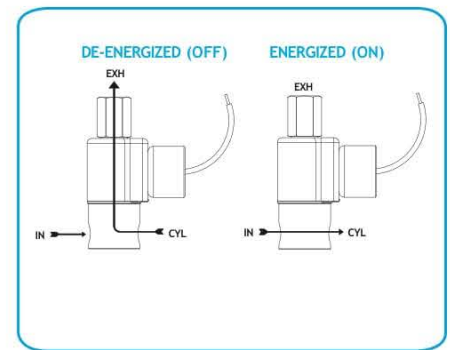 DE-ENERGIZED (OFF)
ENERGIZED (ON)
EXH
EXH
IN
CYL
IN
CYL